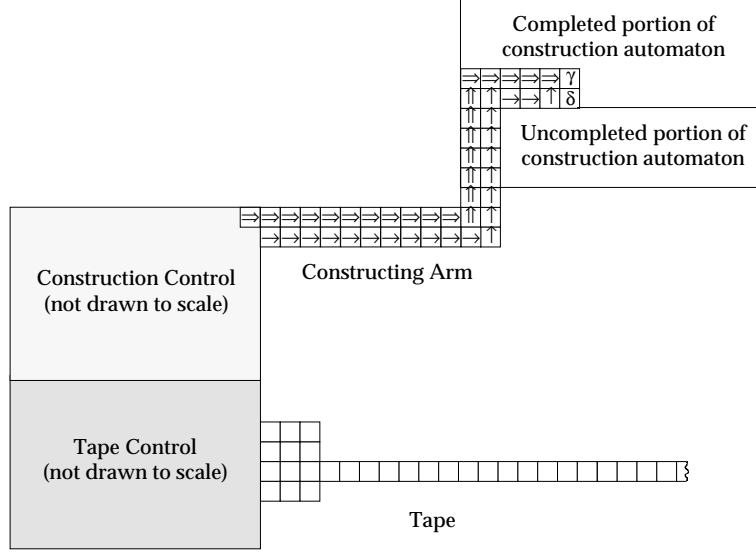 Completed portion of
construction automaton
⇒⇒⇒⇒⇒γ
⇑↑→→↑δ
⇑↑
⇑↑
⇑↑
⇑↑
Uncompleted portion of
construction automaton
⇒⇒⇒⇒⇒⇒⇒⇒⇒⇒⇒⇑↑
→→→→→→→→→→→↑
Constructing Arm
Construction Control
(not drawn to scale)
Tape Control
(not drawn to scale)
Tape